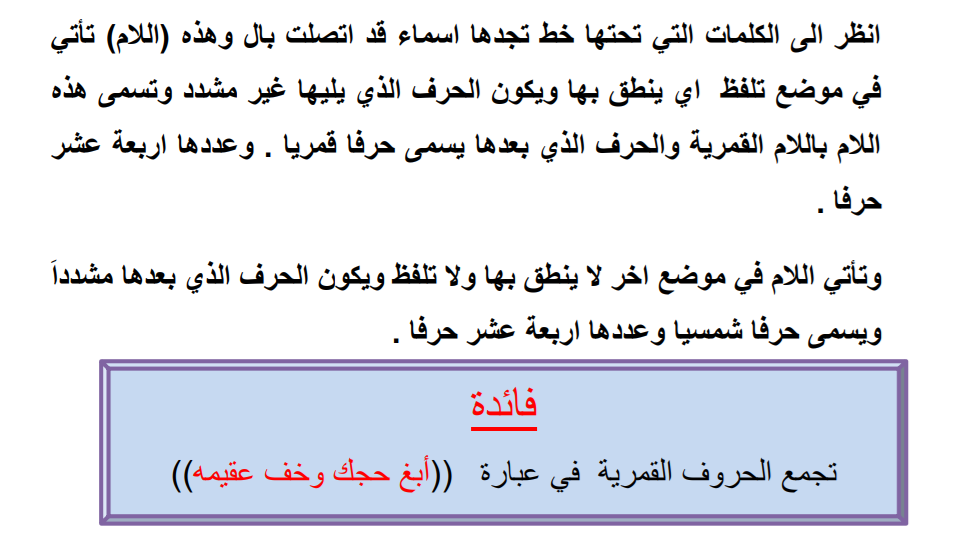 انظر الى الكلمات التي تحتها خط تجدها اسماء قد اتصلت بال وهذه (اللام) تأتي
في موضع تلفظ اي ينطق بها ويكون الحرف الذي يليها غير مشدد وتسمى هذه
اللام باللام القمرية والحرف الذي بعدها يسمى حرفا قمريا . وعددها اربعة عشر
حرفا .
وتأتي اللام في موضع اخر لا ينطق بها ولا تلفظ ويكون الحرف الذي بعدها مشدداَ
ويسمى حرفا شمسيا وعددها اربعة عشر حرفا .
فائدة
تجمع الحروف القمرية في عبارة ((أبغ حجك وخف عقيمه))